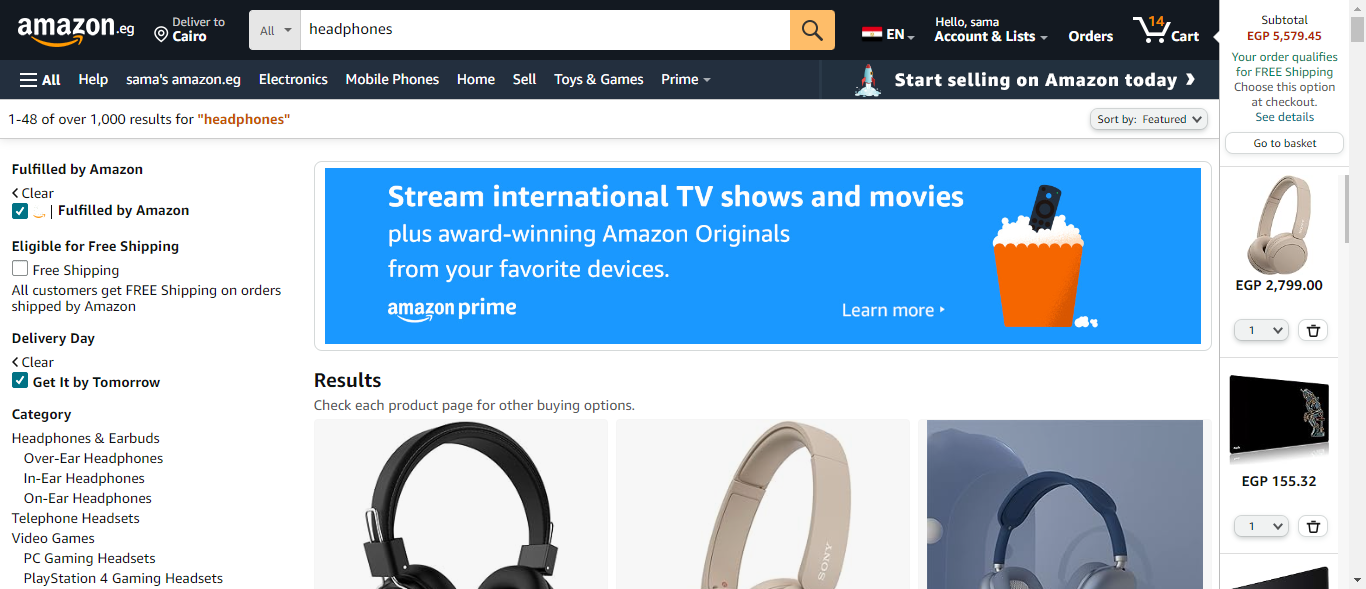 amazon.eg
Deliver to
Cairo
All
headphones
EN
Hello, sama
Account & Lists
Orders
14
Cart
All
Help
sama's amazon.eg
Electronics
Mobile Phones
Home
Sell
Toys & Games
Prime
Start selling on Amazon today
1-48 of over 1,000 results for "headphones"
Sort by: Featured
Fulfilled by Amazon
Clear
| Fulfilled by Amazon
Eligible for Free Shipping
Free Shipping
All customers get FREE Shipping on orders
shipped by Amazon
Delivery Day
Clear
Get It by Tomorrow
Category
Headphones & Earbuds
Over-Ear Headphones
In-Ear Headphones
On-Ear Headphones
Telephone Headsets
Video Games
PC Gaming Headsets
PlayStation 4 Gaming Headsets
Stream international TV shows and movies
plus award-winning Amazon Originals
from your favorite devices.
amazon prime
Learn more
Results
Check each product page for other buying options.
SONY
Subtotal
EGP 5,579.45
Your order qualifies
for FREE Shipping
Choose this option
at checkout.
See details
Go to basket
EGP 2,799.00
1
EGP 155.32
1